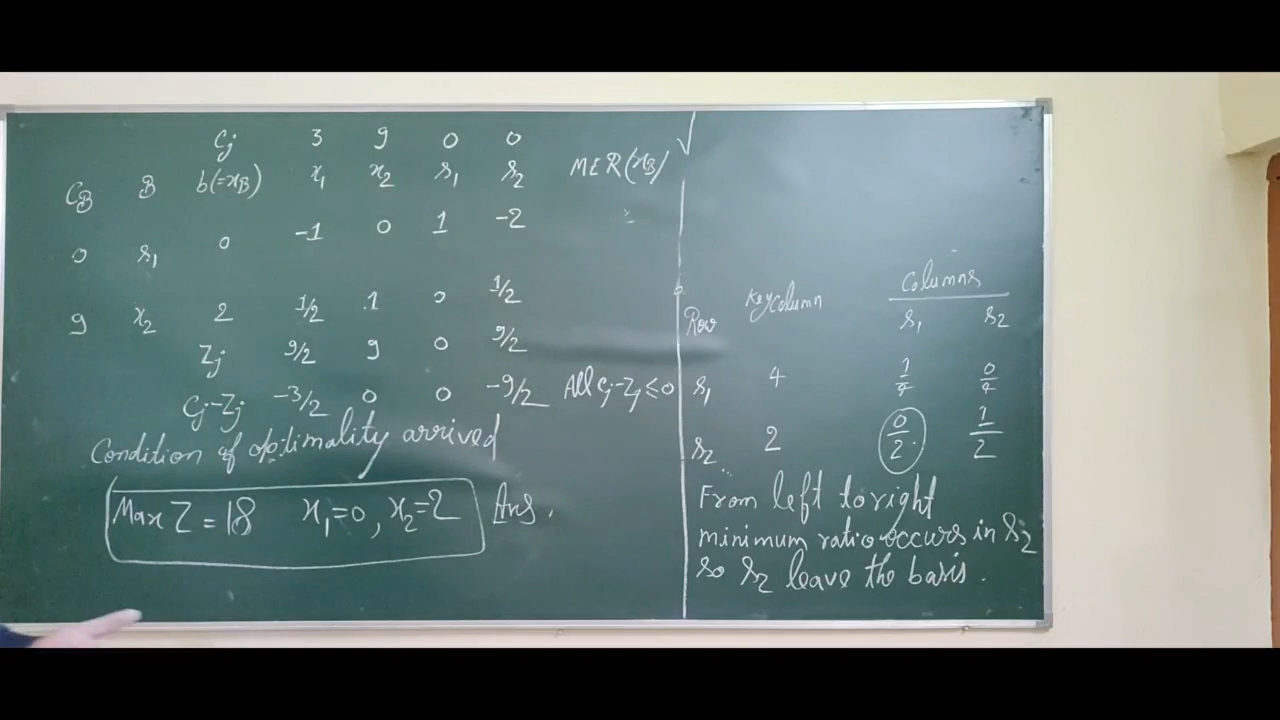 Cj 3 9 0 0
CB B b(=xB) x1 x2 s1 s2 MER(xB)
0 s1 0 -1 0 1 -2
9 x2 2 1/2 1 0 1/2
Zj 9/2 9 0 9/2
Cj-Zj -3/2 0 0 -9/2 All Cj-Zj ≤ 0
Condition of optimality arrived
Max Z = 18 x1=0, x2=2 Ans.
Columns
Row Key Column s1 s2
s1 4 1/4 0/4
s2 2 0/2 1/2
From left to right
minimum ratio occurs in s2
so s2 leave the basis.